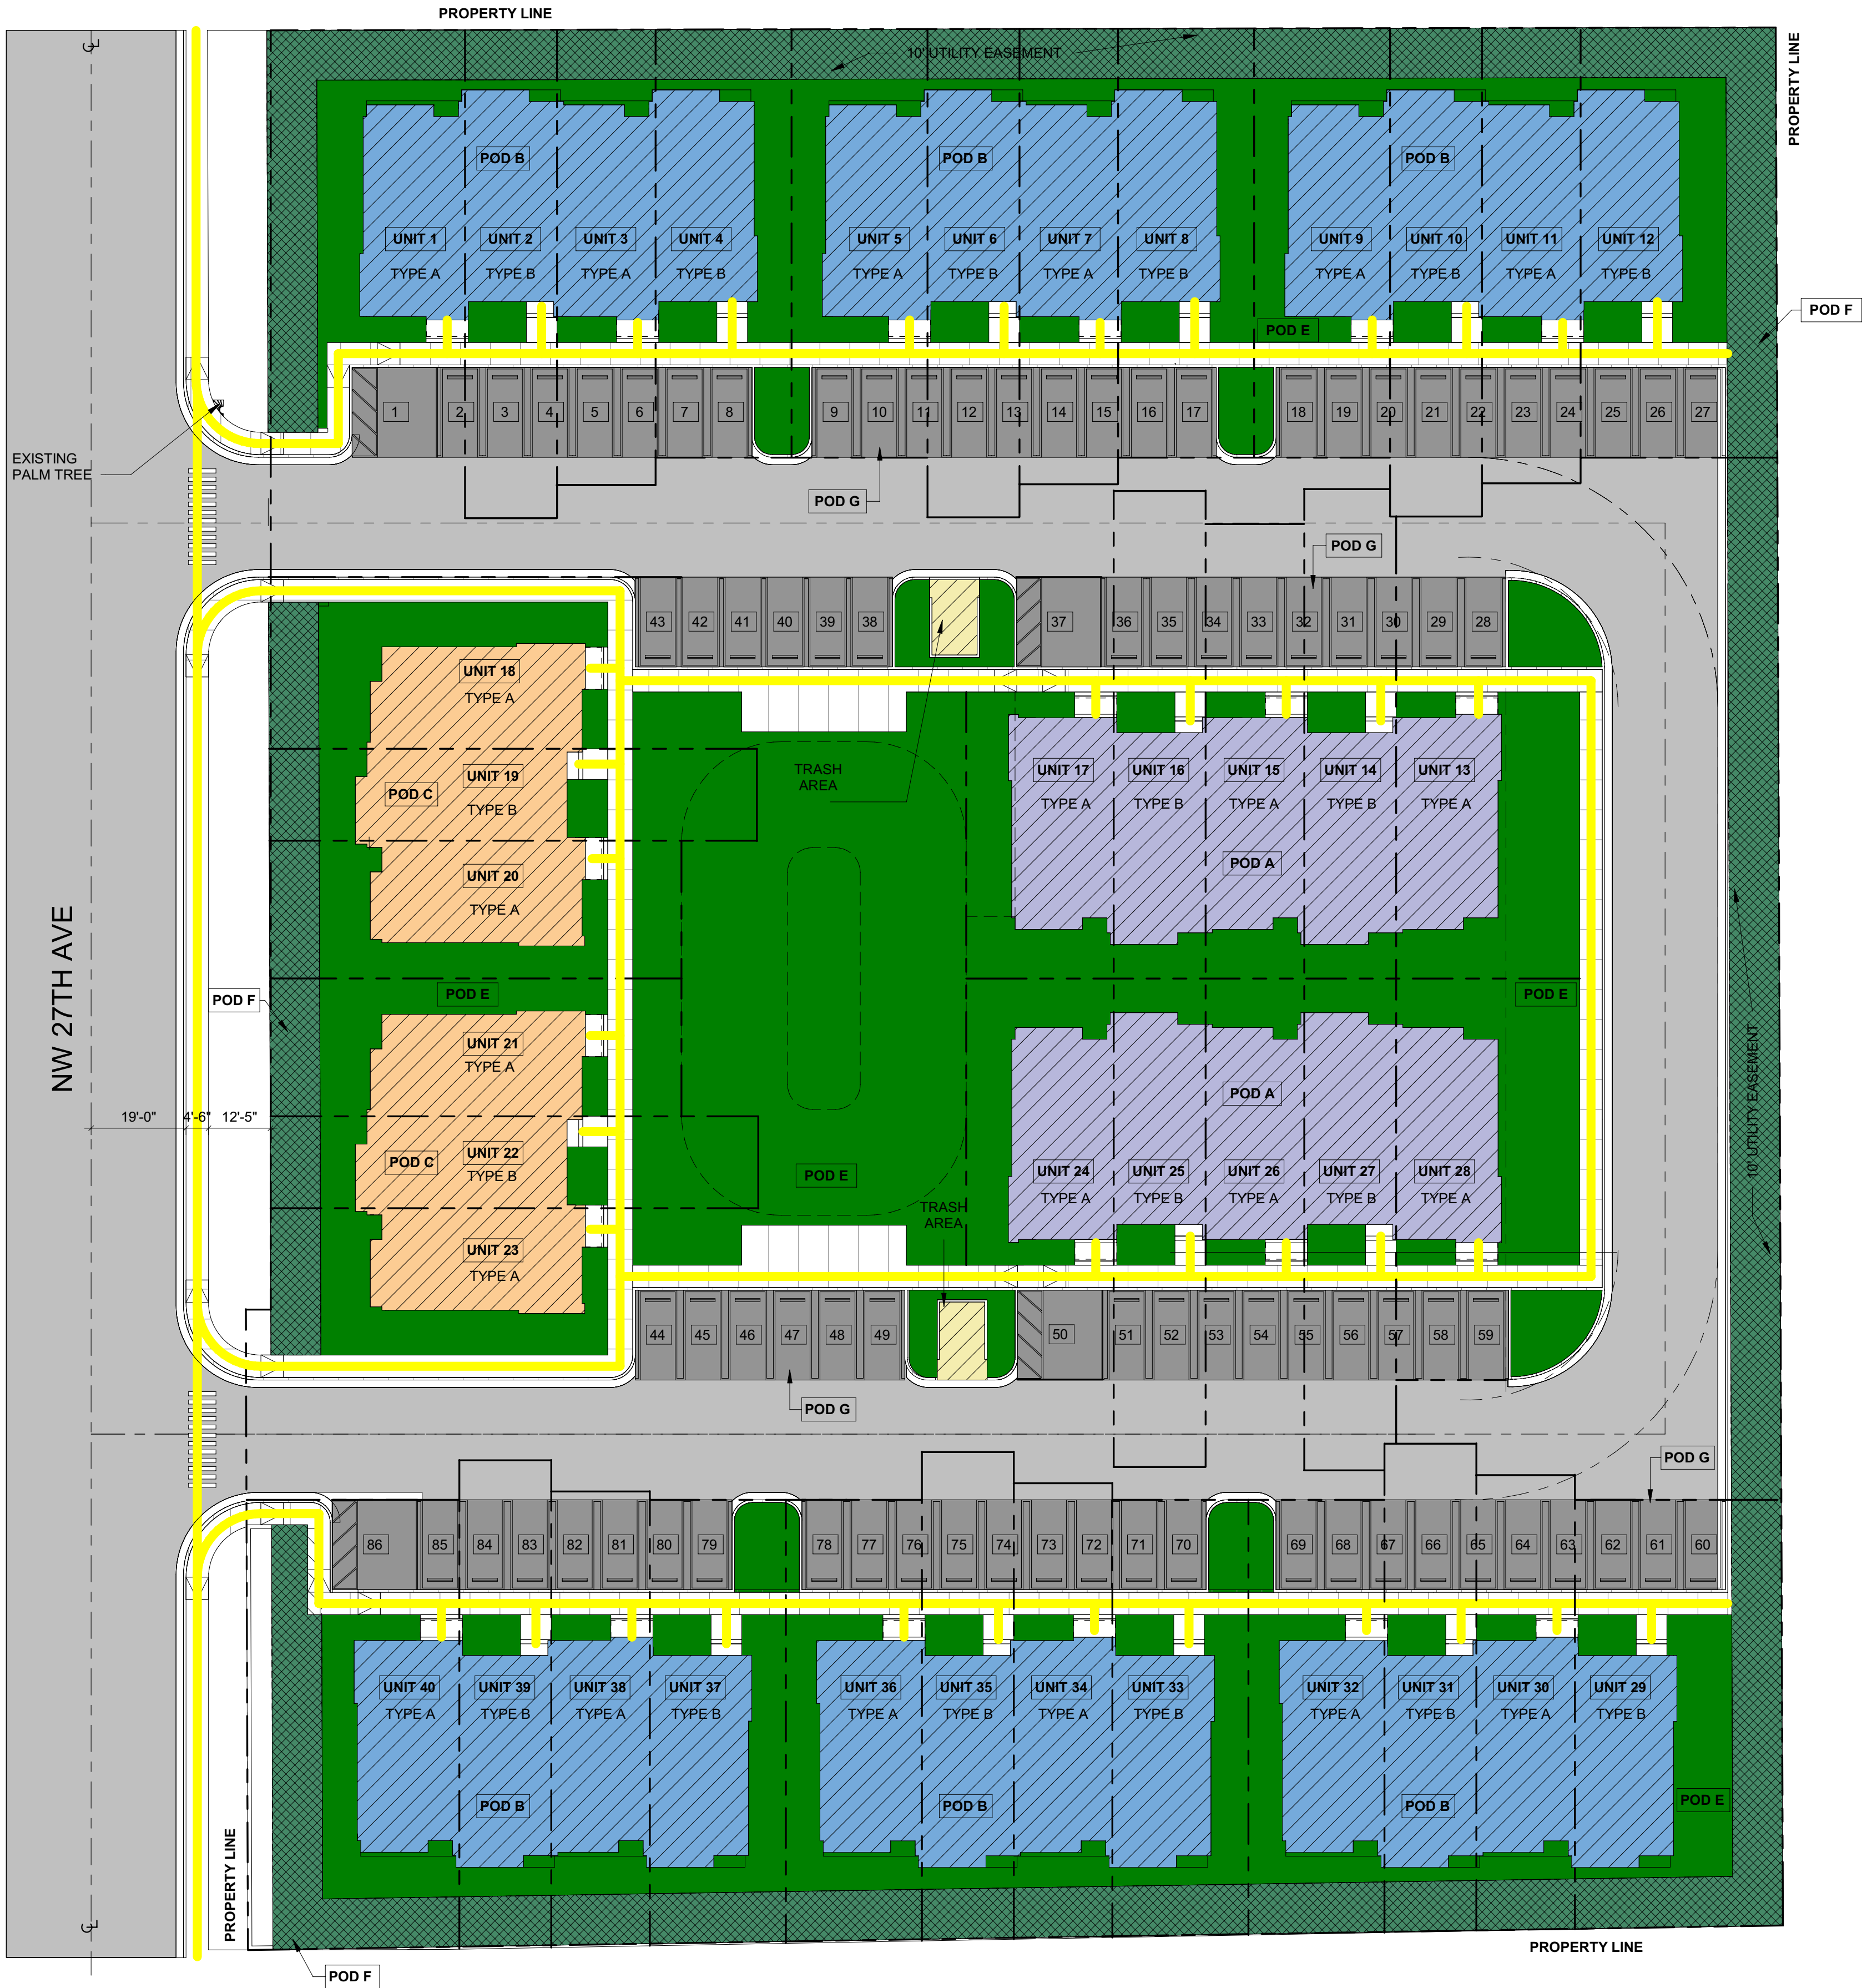 PROPERTY LINE
PROPERTY LINE
10' UTILITY EASEMENT
POD B
POD B
POD B
UNIT 1
UNIT 2
UNIT 3
UNIT 4
UNIT 5
UNIT 6
UNIT 7
UNIT 8
UNIT 9
UNIT 10
UNIT 11
UNIT 12
TYPE A
TYPE B
TYPE A
TYPE B
TYPE A
TYPE B
TYPE A
TYPE B
TYPE A
TYPE B
TYPE A
TYPE B
POD F
POD E
1
2
3
4
5
6
7
8
9
10
11
12
13
14
15
16
17
18
19
20
21
22
23
24
25
26
27
EXISTING
PALM TREE
POD G
POD G
43
42
41
40
39
38
37
36
35
34
33
32
31
30
29
28
UNIT 18
TYPE A
UNIT 19
POD C
TYPE B
UNIT 20
TYPE A
TRASH
AREA
UNIT 17
UNIT 16
UNIT 15
UNIT 14
UNIT 13
TYPE A
TYPE B
TYPE A
TYPE B
TYPE A
POD A
NW 27TH AVE
POD F
POD E
POD E
UNIT 21
TYPE A
10' UTILITY EASEMENT
19'-0"
4'-6"
12'-5"
POD A
UNIT 22
POD C
TYPE B
POD E
UNIT 24
UNIT 25
UNIT 26
UNIT 27
UNIT 28
TYPE A
TYPE B
TYPE A
TYPE B
TYPE A
TRASH
AREA
UNIT 23
TYPE A
44
45
46
47
48
49
50
51
52
53
54
55
56
57
58
59
POD G
POD G
86
85
84
83
82
81
80
79
78
77
76
75
74
73
72
71
70
69
68
67
66
65
64
63
62
61
60
UNIT 40
UNIT 39
UNIT 38
UNIT 37
UNIT 36
UNIT 35
UNIT 34
UNIT 33
UNIT 32
UNIT 31
UNIT 30
UNIT 29
TYPE A
TYPE B
TYPE A
TYPE B
TYPE A
TYPE B
TYPE A
TYPE B
TYPE A
TYPE B
TYPE A
TYPE B
POD B
POD B
POD B
POD E
PROPERTY LINE
PROPERTY LINE
POD F